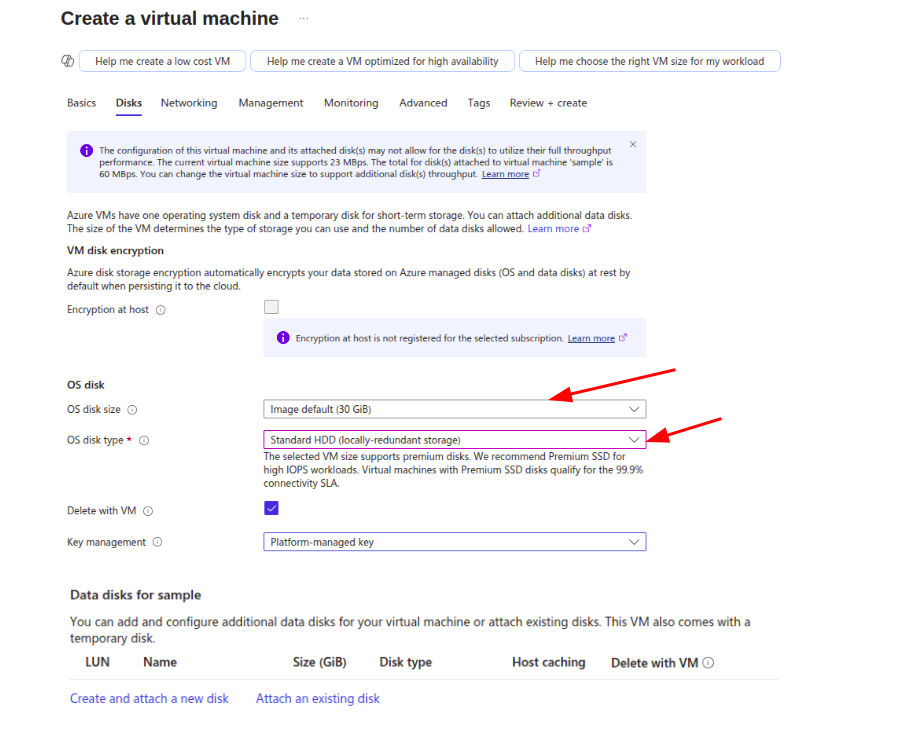 Create a virtual machine ...
Help me create a low cost VM
Help me create a VM optimized for high availability
Help me choose the right VM size for my workload
Basics Disks Networking Management Monitoring Advanced Tags Review + create
The configuration of this virtual machine and its attached disk(s) may not allow for the disk(s) to utilize their full throughput
performance. The current virtual machine size supports 23 MBps. The total for disk(s) attached to virtual machine 'sample' is
60 MBps. You can change the virtual machine size to support additional disk(s) throughput. Learn more
Azure VMs have one operating system disk and a temporary disk for short-term storage. You can attach additional data disks.
The size of the VM determines the type of storage you can use and the number of data disks allowed. Learn more
VM disk encryption
Azure disk storage encryption automatically encrypts your data stored on Azure managed disks (OS and data disks) at rest by
default when persisting it to the cloud.
Encryption at host
Encryption at host is not registered for the selected subscription. Learn more
OS disk
OS disk size
Image default (30 GiB)
OS disk type *
Standard HDD (locally-redundant storage)
The selected VM size supports premium disks. We recommend Premium SSD for
high IOPS workloads. Virtual machines with Premium SSD disks qualify for the 99.9%
connectivity SLA.
Delete with VM
Key management
Platform-managed key
Data disks for sample
You can add and configure additional data disks for your virtual machine or attach existing disks. This VM also comes with a
temporary disk.
LUN Name Size (GiB) Disk type Host caching Delete with VM
Create and attach a new disk Attach an existing disk